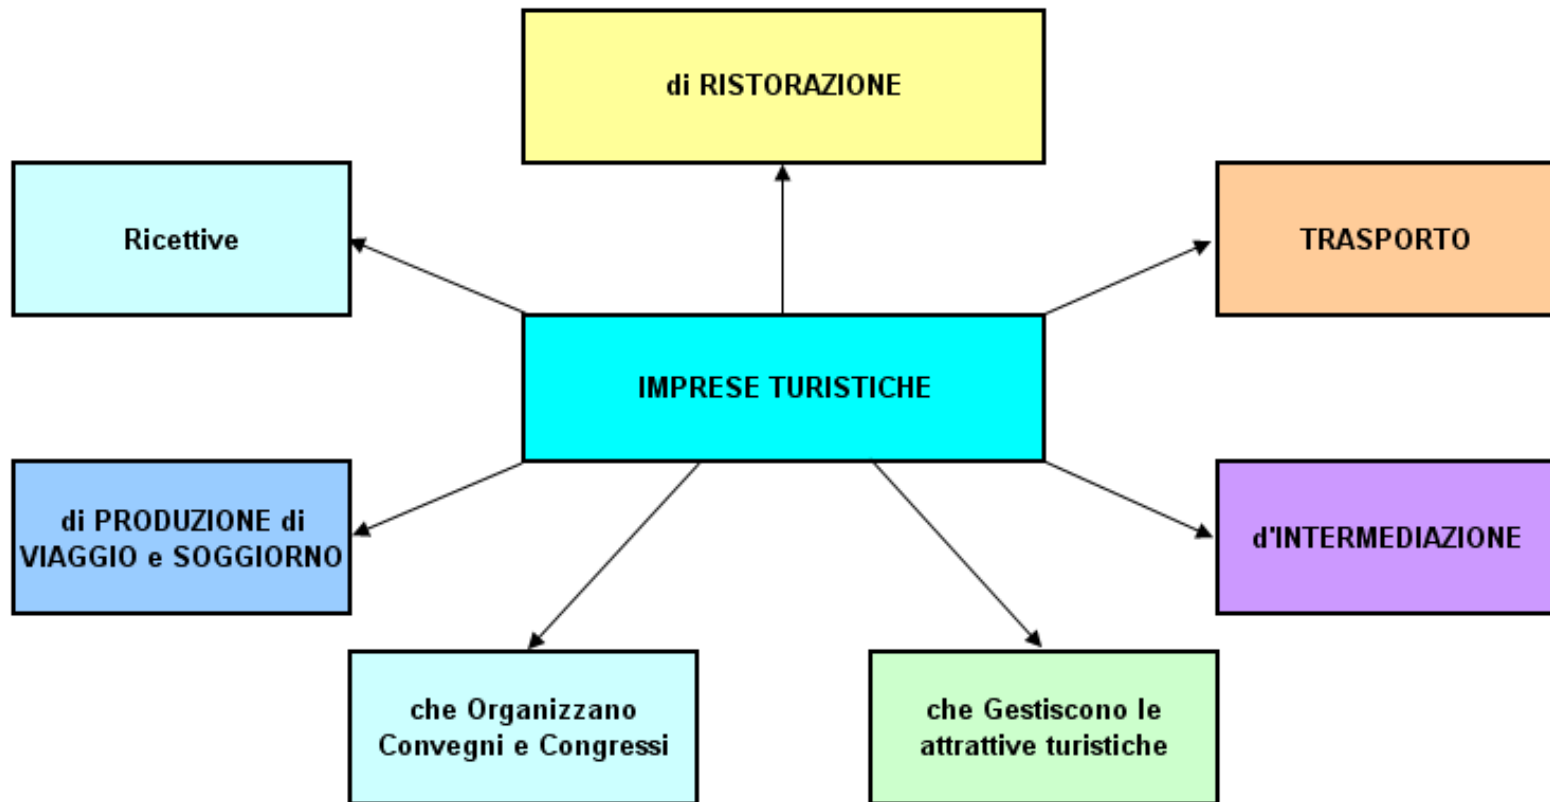 di RISTORAZIONE
Ricettive
TRASPORTO
IMPRESE TURISTICHE
di PRODUZIONE di
VIAGGIO e SOGGIORNO
d'INTERMEDIAZIONE
che Organizzano
Convegni e Congressi
che Gestiscono le
attrattive turistiche